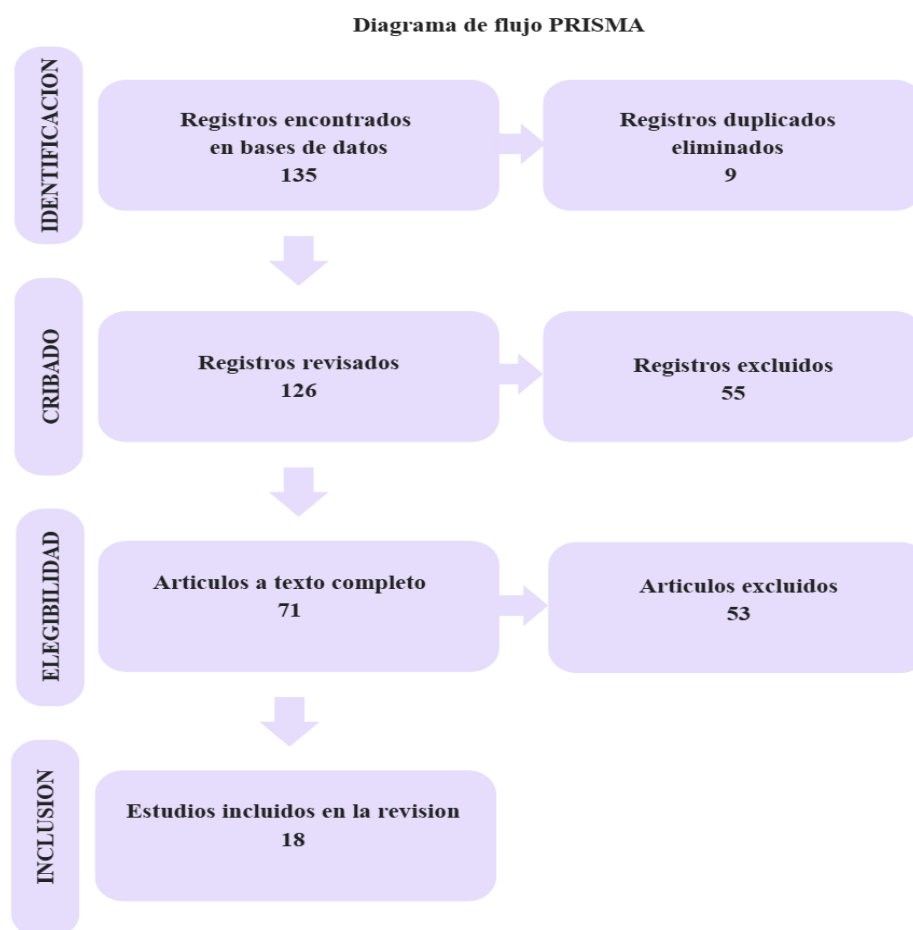 Diagrama de flujo PRISMA
IDENTIFICACION
Registros encontrados
en bases de datos
135
Registros duplicados
eliminados
9
CRIBADO
Registros revisados
126
Registros excluidos
55
ELEGIBILIDAD
Articulos a texto completo
71
Articulos excluidos
53
INCLUSION
Estudios incluidos en la revision
18